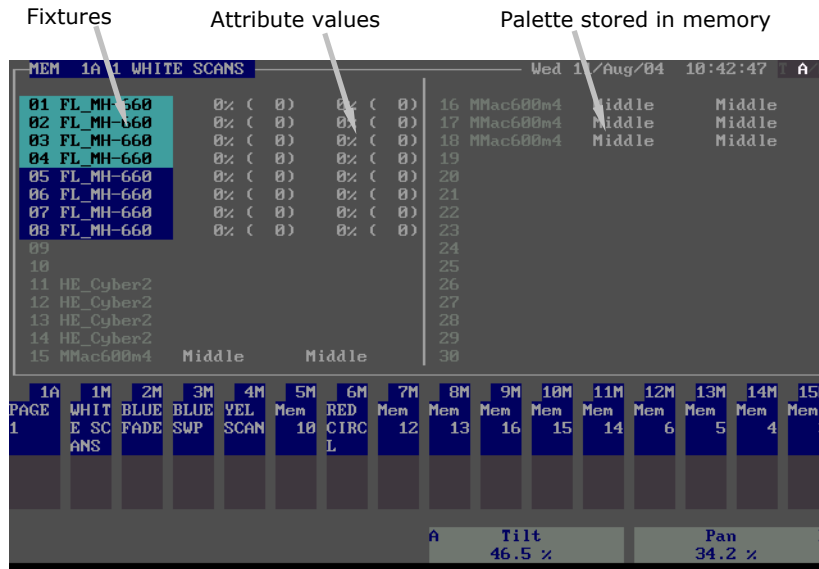 Fixtures Attribute values Palette stored in memory
MEM 1A 1 WHITE SCANS Wed 11/Aug/04 10:42:47 T A
01 FL_MH-660 0% ( 0) 0% ( 0) 16 MMac600m4 Middle Middle
02 FL_MH-660 0% ( 0) 0% ( 0) 17 MMac600m4 Middle Middle
03 FL_MH-660 0% ( 0) 0% ( 0) 18 MMac600m4 Middle Middle
04 FL_MH-660 0% ( 0) 0% ( 0) 19
05 FL_MH-660 0% ( 0) 0% ( 0) 20
06 FL_MH-660 0% ( 0) 0% ( 0) 21
07 FL_MH-660 0% ( 0) 0% ( 0) 22
08 FL_MH-660 0% ( 0) 0% ( 0) 23
09 24
10 25
11 HE_Cyber2 26
12 HE_Cyber2 27
13 HE_Cyber2 28
14 HE_Cyber2 29
15 MMac600m4 Middle Middle 30
1A 1M 2M 3M 4M 5M 6M 7M 8M 9M 10M 11M 12M 13M 14M 15
PAGE WHIT BLUE BLUE YEL Mem RED Mem Mem Mem Mem Mem Mem Mem Mem Mem
1 E SC FADE SWP SCAN 10 CIRC 12 13 16 15 14 6 5 4
ANS L
A Tilt Pan
46.5 % 34.2 %